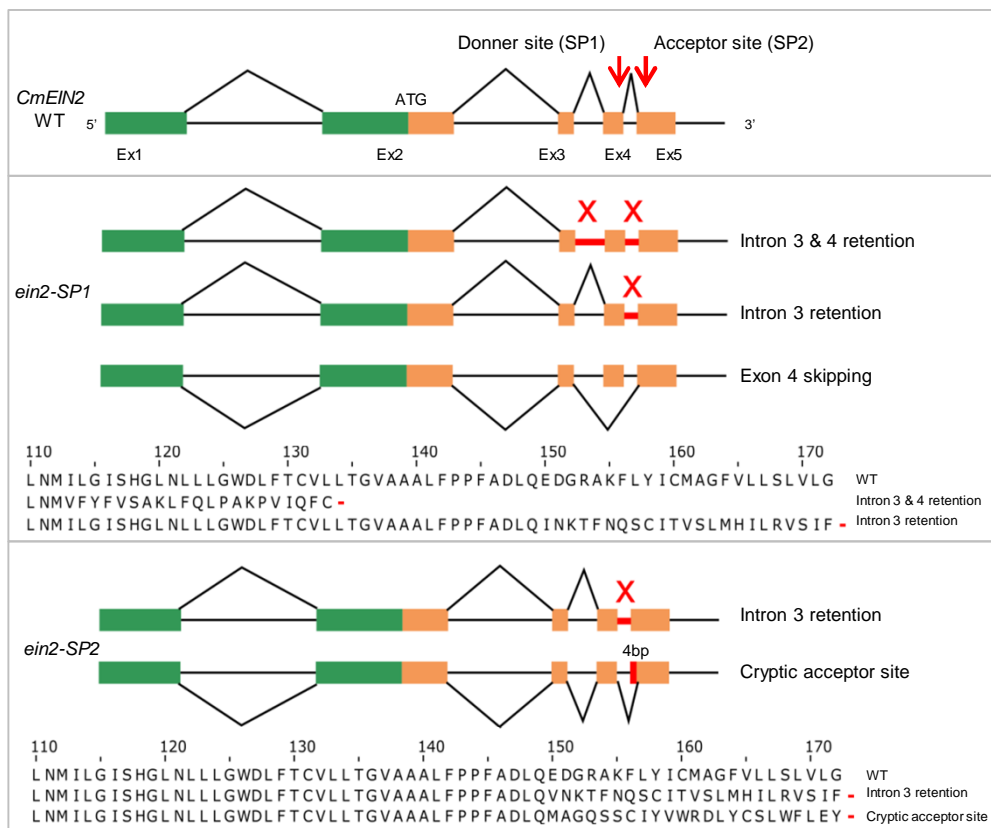 Donner site (SP1) Acceptor site (SP2)
CmEIN2
WT
ATG
5' 3'
Ex1 Ex2 Ex3 Ex4 Ex5
X X
Intron 3 & 4 retention
ein2-SP1
X
Intron 3 retention
Exon 4 skipping
110 120 130 140 150 160 170
LNMILGISHGLNLLLGWDLFTCVLLTGVAAALFPPFADLQEDGRAKFLYICMAGFVLLSLVLG WT
LNMVFYFVSAKLFQLPAKPVIQFC - Intron 3 & 4 retention
LNMILGISHGLNLLLGWDLFTCVLLTGVAAALFPPFADLQINKTFNQSCITVSLMHILRVSIF - Intron 3 retention
X
Intron 3 retention
ein2-SP2
4bp
Cryptic acceptor site
110 120 130 140 150 160 170
LNMILGISHGLNLLLGWDLFTCVLLTGVAAALFPPFADLQEDGRAKFLYICMAGFVLLSLVLG WT
LNMILGISHGLNLLLGWDLFTCVLLTGVAAALFPPFADLQVNKTFNQSCITVSLMHILRVSIF - Intron 3 retention
LNMILGISHGLNLLLGWDLFTCVLLTGVAAALFPPFADLQMAGQSSCIYVWRDLYCSLWFLEY - Cryptic acceptor site